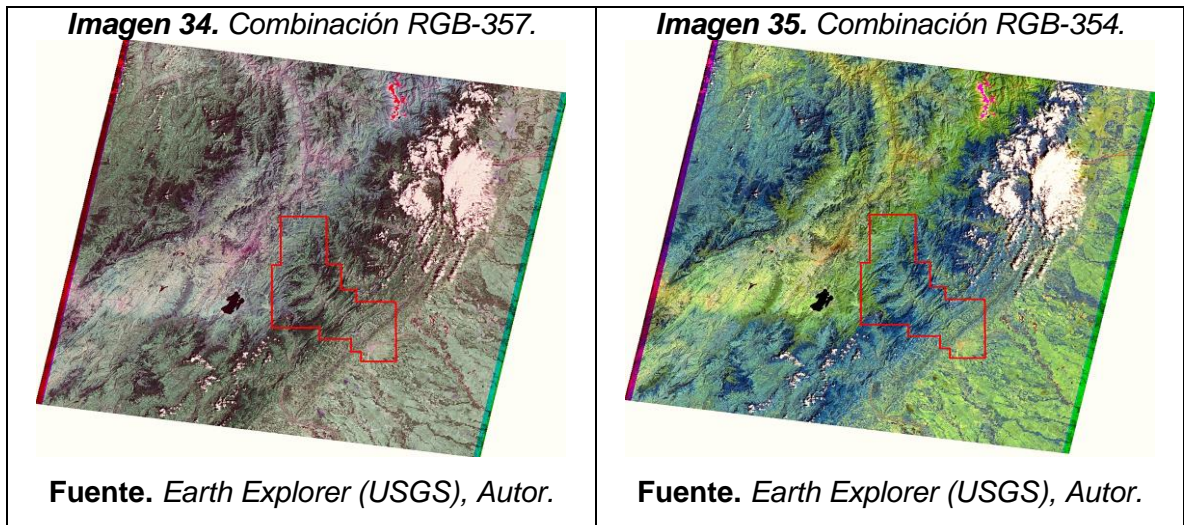 Imagen 34. Combinación RGB-357.
Fuente. Earth Explorer (USGS), Autor.
Imagen 35. Combinación RGB-354.
Fuente. Earth Explorer (USGS), Autor.